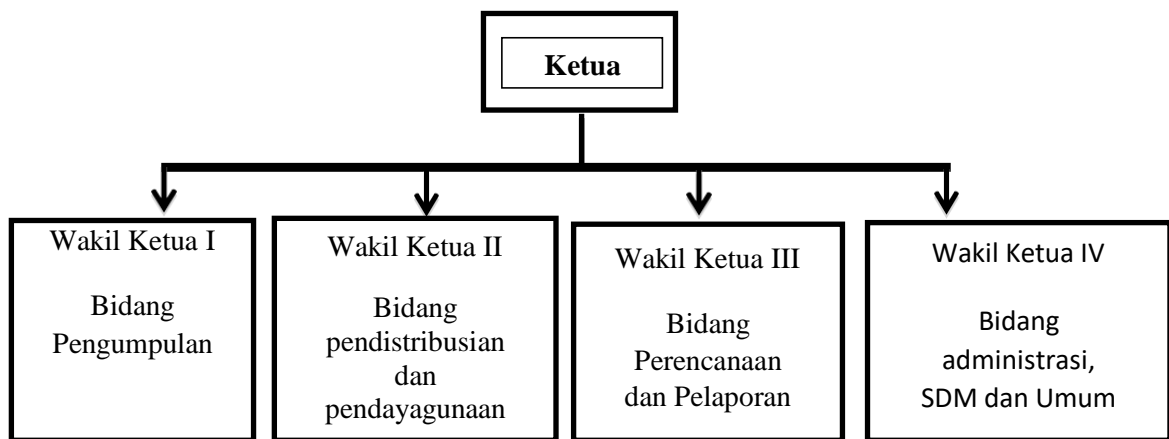 Ketua
Wakil Ketua I
Bidang
Pengumpulan
Wakil Ketua II
Bidang
pendistribusian
dan
pendayagunaan
Wakil Ketua III
Bidang
Perencanaan
dan Pelaporan
Wakil Ketua IV
Bidang
administrasi,
SDM dan Umum